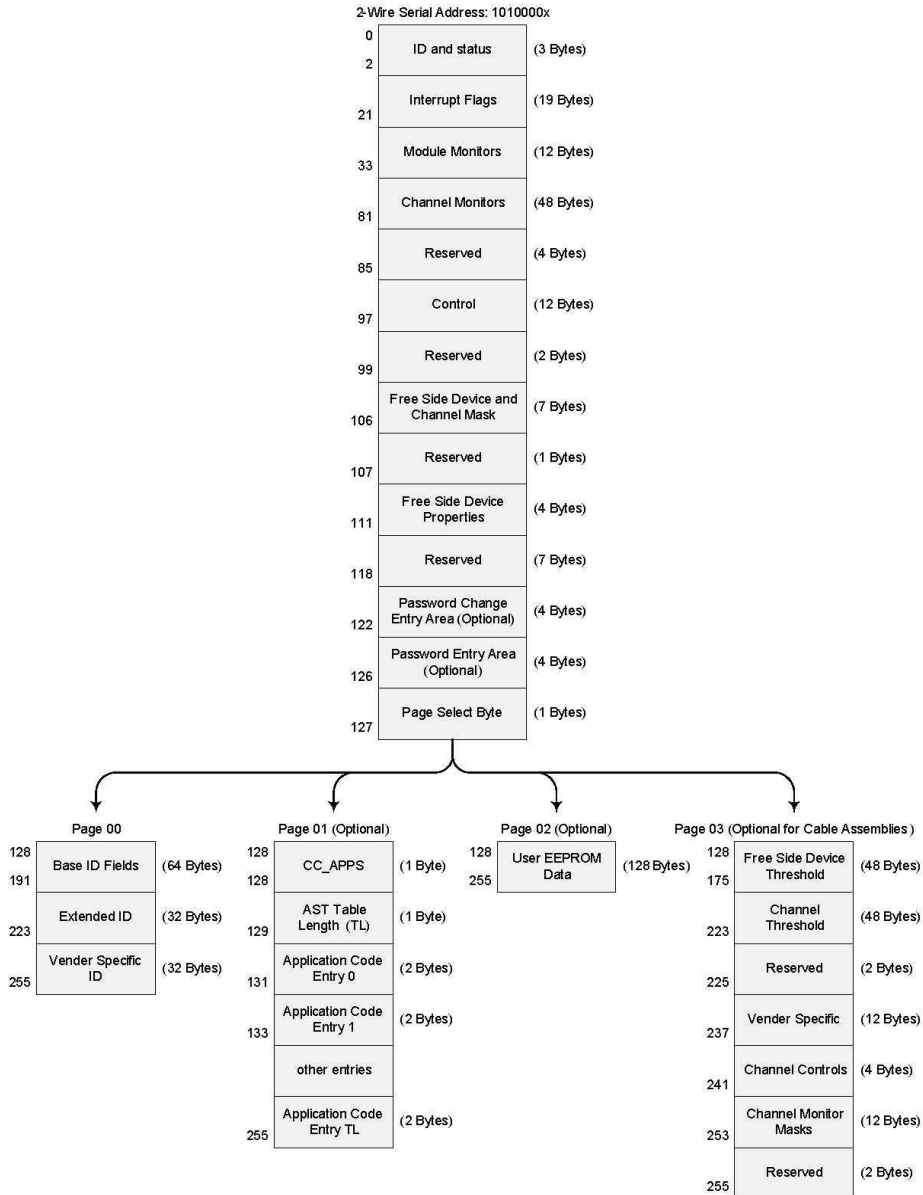 2-Wire Serial Address: 1010000x
0
2
ID and status
(3 Bytes)
21
Interrupt Flags
(19 Bytes)
33
Module Monitors
(12 Bytes)
81
Channel Monitors
(48 Bytes)
85
Reserved
(4 Bytes)
97
Control
(12 Bytes)
99
Reserved
(2 Bytes)
106
Free Side Device and
Channel Mask
(7 Bytes)
107
Reserved
(1 Bytes)
111
Free Side Device
Properties
(4 Bytes)
118
Reserved
(7 Bytes)
122
Password Change
Entry Area (Optional)
(4 Bytes)
126
Password Entry Area
(Optional)
(4 Bytes)
127
Page Select Byte
(1 Bytes)
Page 00
128
191
Base ID Fields
(64 Bytes)
223
Extended ID
(32 Bytes)
255
Vender Specific
ID
(32 Bytes)
Page 01 (Optional)
128
128
CC_APPS
(1 Byte)
129
AST Table
Length (TL)
(1 Byte)
131
Application Code
Entry 0
(2 Bytes)
133
Application Code
Entry 1
(2 Bytes)
other entries
255
Application Code
Entry TL
(2 Bytes)
Page 02 (Optional)
128
255
User EEPROM
Data
(128 Bytes)
Page 03 (Optional for Cable Assemblies)
128
175
Free Side Device
Threshold
(48 Bytes)
223
Channel
Threshold
(48 Bytes)
225
Reserved
(2 Bytes)
237
Vender Specific
(12 Bytes)
241
Channel Controls
(4 Bytes)
253
Channel Monitor
Masks
(12 Bytes)
255
Reserved
(2 Bytes)